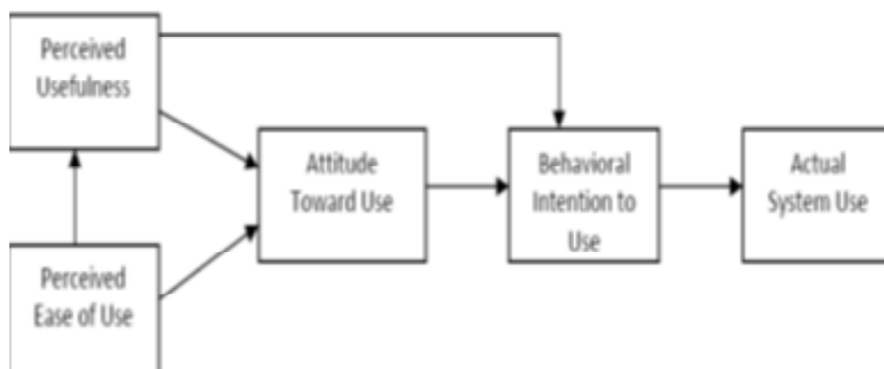 Perceived
Usefulness
Attitude
Toward Use
Behavioral
Intention to
Use
Actual
System Use
Perceived
Ease of Use